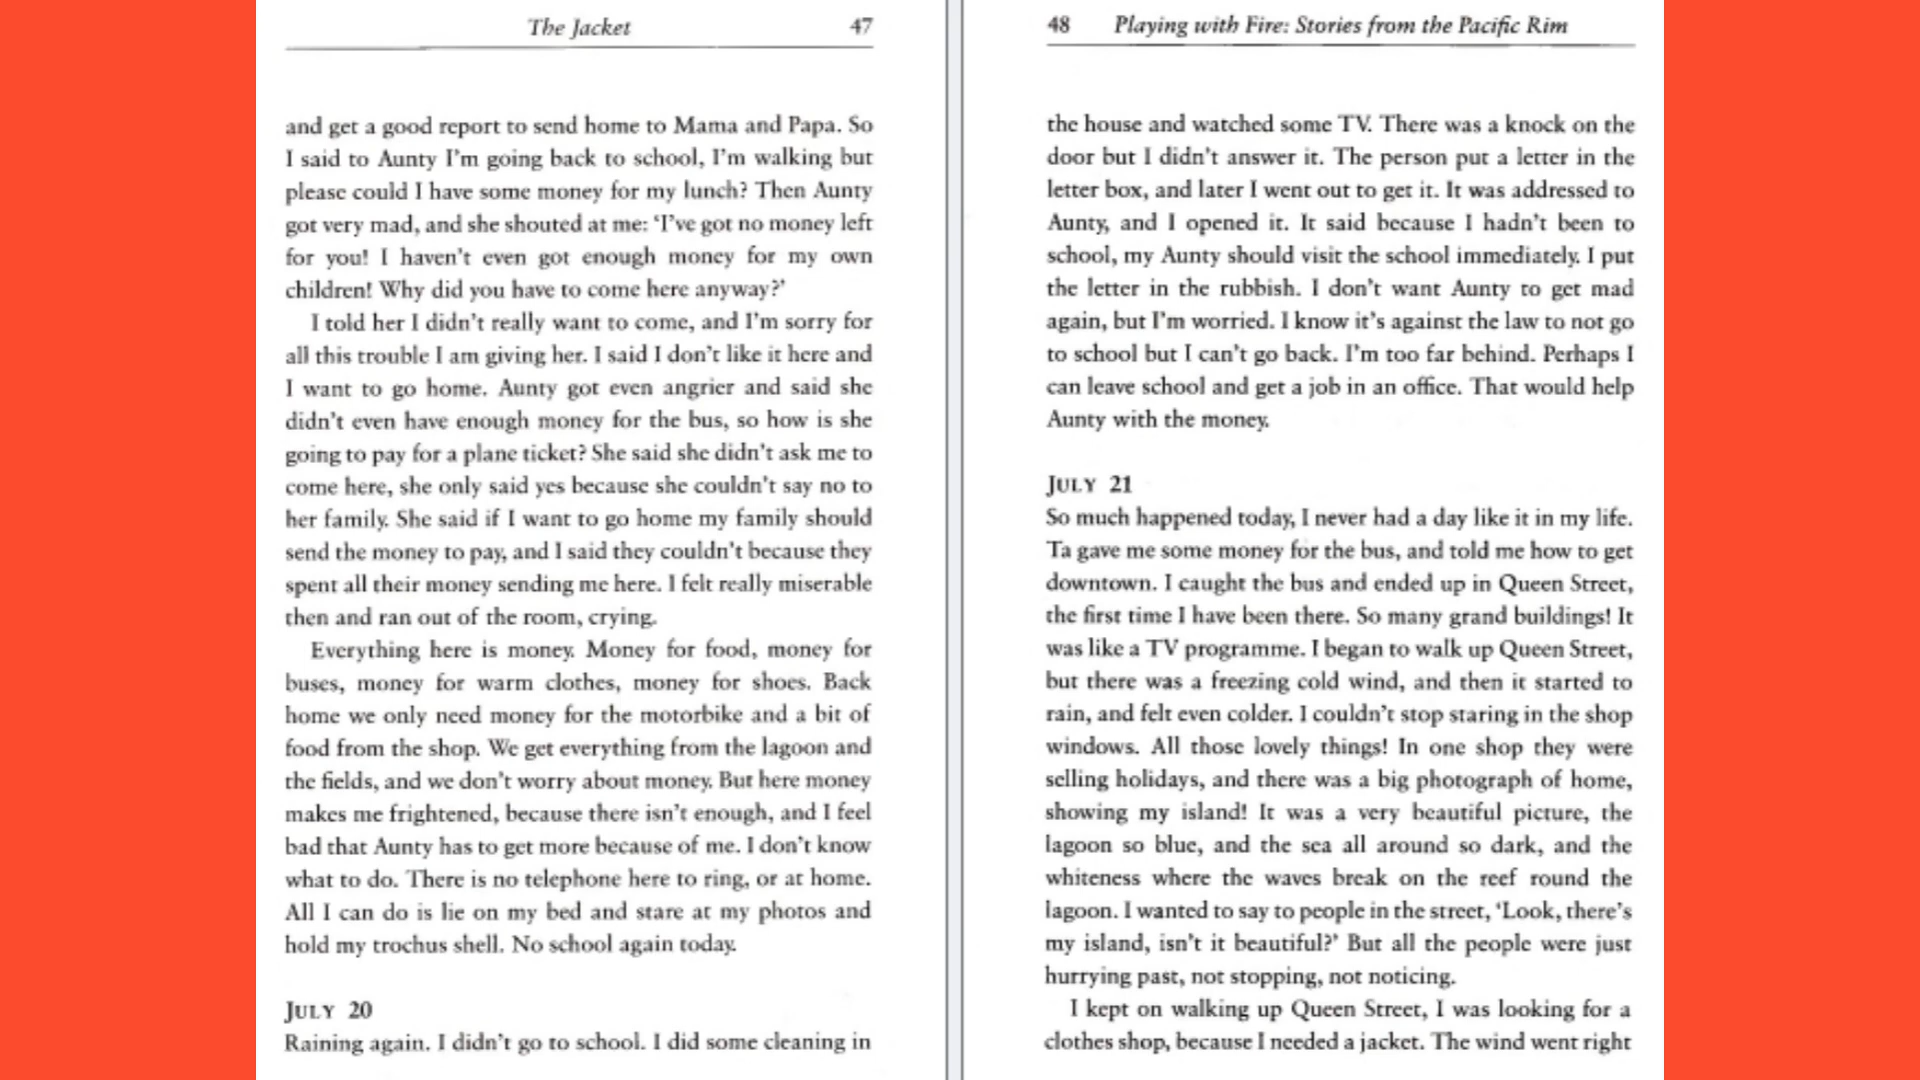 The Jacket 47
and get a good report to send home to Mama and Papa. So
I said to Aunty I'm going back to school, I'm walking but
please could I have some money for my lunch? Then Aunty
got very mad, and she shouted at me: 'I've got no money left
for you! I haven't even got enough money for my own
children! Why did you have to come here anyway?'
I told her I didn't really want to come, and I'm sorry for
all this trouble I am giving her. I said I don't like it here and
I want to go home. Aunty got even angrier and said she
didn't even have enough money for the bus, so how is she
going to pay for a plane ticket? She said she didn't ask me to
come here, she only said yes because she couldn't say no to
her family. She said if I want to go home my family should
send the money to pay, and I said they couldn't because they
spent all their money sending me here. I felt really miserable
then and ran out of the room, crying.
Everything here is money. Money for food, money for
buses, money for warm clothes, money for shoes. Back
home we only need money for the motorbike and a bit of
food from the shop. We get everything from the lagoon and
the fields, and we don't worry about money. But here money
makes me frightened, because there isn't enough, and I feel
bad that Aunty has to get more because of me. I don't know
what to do. There is no telephone here to ring, or at home.
All I can do is lie on my bed and stare at my photos and
hold my trochus shell. No school again today.
JULY 20
Raining again. I didn't go to school. I did some cleaning in
48 Playing with Fire: Stories from the Pacific Rim
the house and watched some TV. There was a knock on the
door but I didn't answer it. The person put a letter in the
letter box, and later I went out to get it. It was addressed to
Aunty, and I opened it. It said because I hadn't been to
school, my Aunty should visit the school immediately. I put
the letter in the rubbish. I don't want Aunty to get mad
again, but I'm worried. I know it's against the law to not go
to school but I can't go back. I'm too far behind. Perhaps I
can leave school and get a job in an office. That would help
Aunty with the money.
JULY 21
So much happened today, I never had a day like it in my life.
Ta gave me some money for the bus, and told me how to get
downtown. I caught the bus and ended up in Queen Street,
the first time I have been there. So many grand buildings! It
was like a TV programme. I began to walk up Queen Street,
but there was a freezing cold wind, and then it started to
rain, and felt even colder. I couldn't stop staring in the shop
windows. All those lovely things! In one shop they were
selling holidays, and there was a big photograph of home,
showing my island! It was a very beautiful picture, the
lagoon so blue, and the sea all around so dark, and the
whiteness where the waves break on the reef round the
lagoon. I wanted to say to people in the street, 'Look, there's
my island, isn't it beautiful?' But all the people were just
hurrying past, not stopping, not noticing.
I kept on walking up Queen Street, I was looking for a
clothes shop, because I needed a jacket. The wind went right